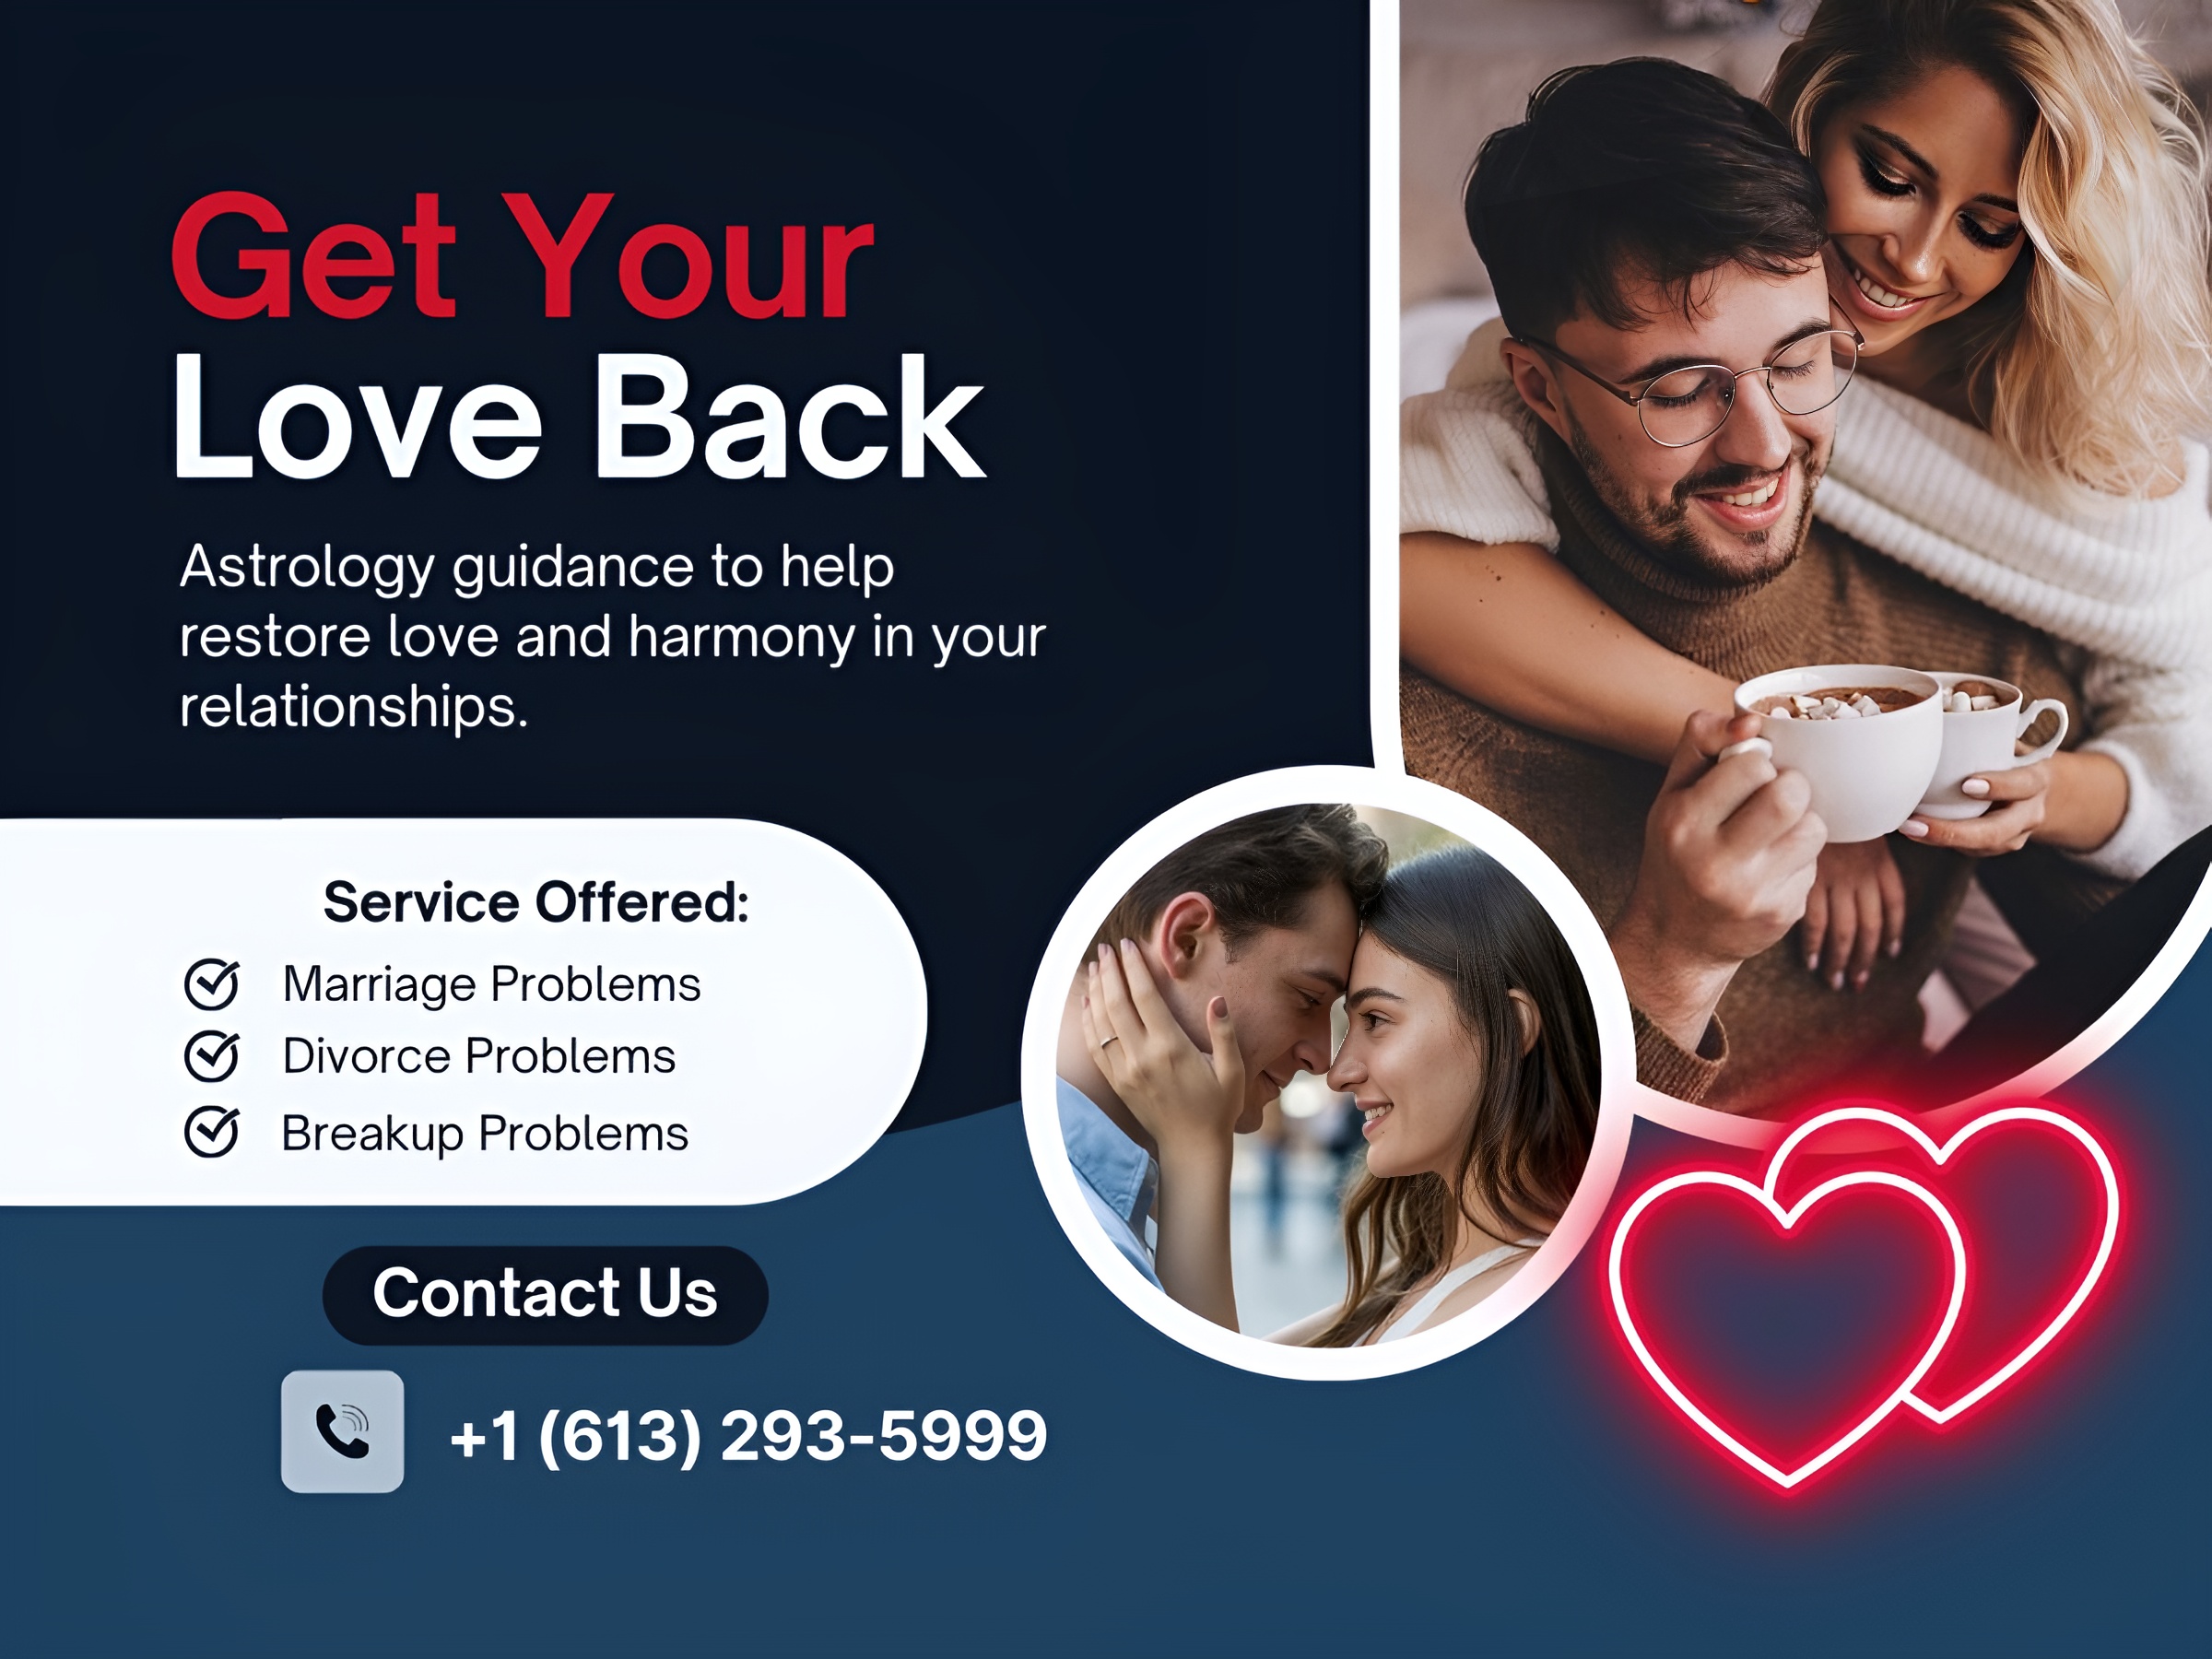 Get Your
Love Back
Astrology guidance to help
restore love and harmony in your
relationships.
Service Offered:
Marriage Problems
Divorce Problems
Breakup Problems
Contact Us
+1 (613) 293-5999